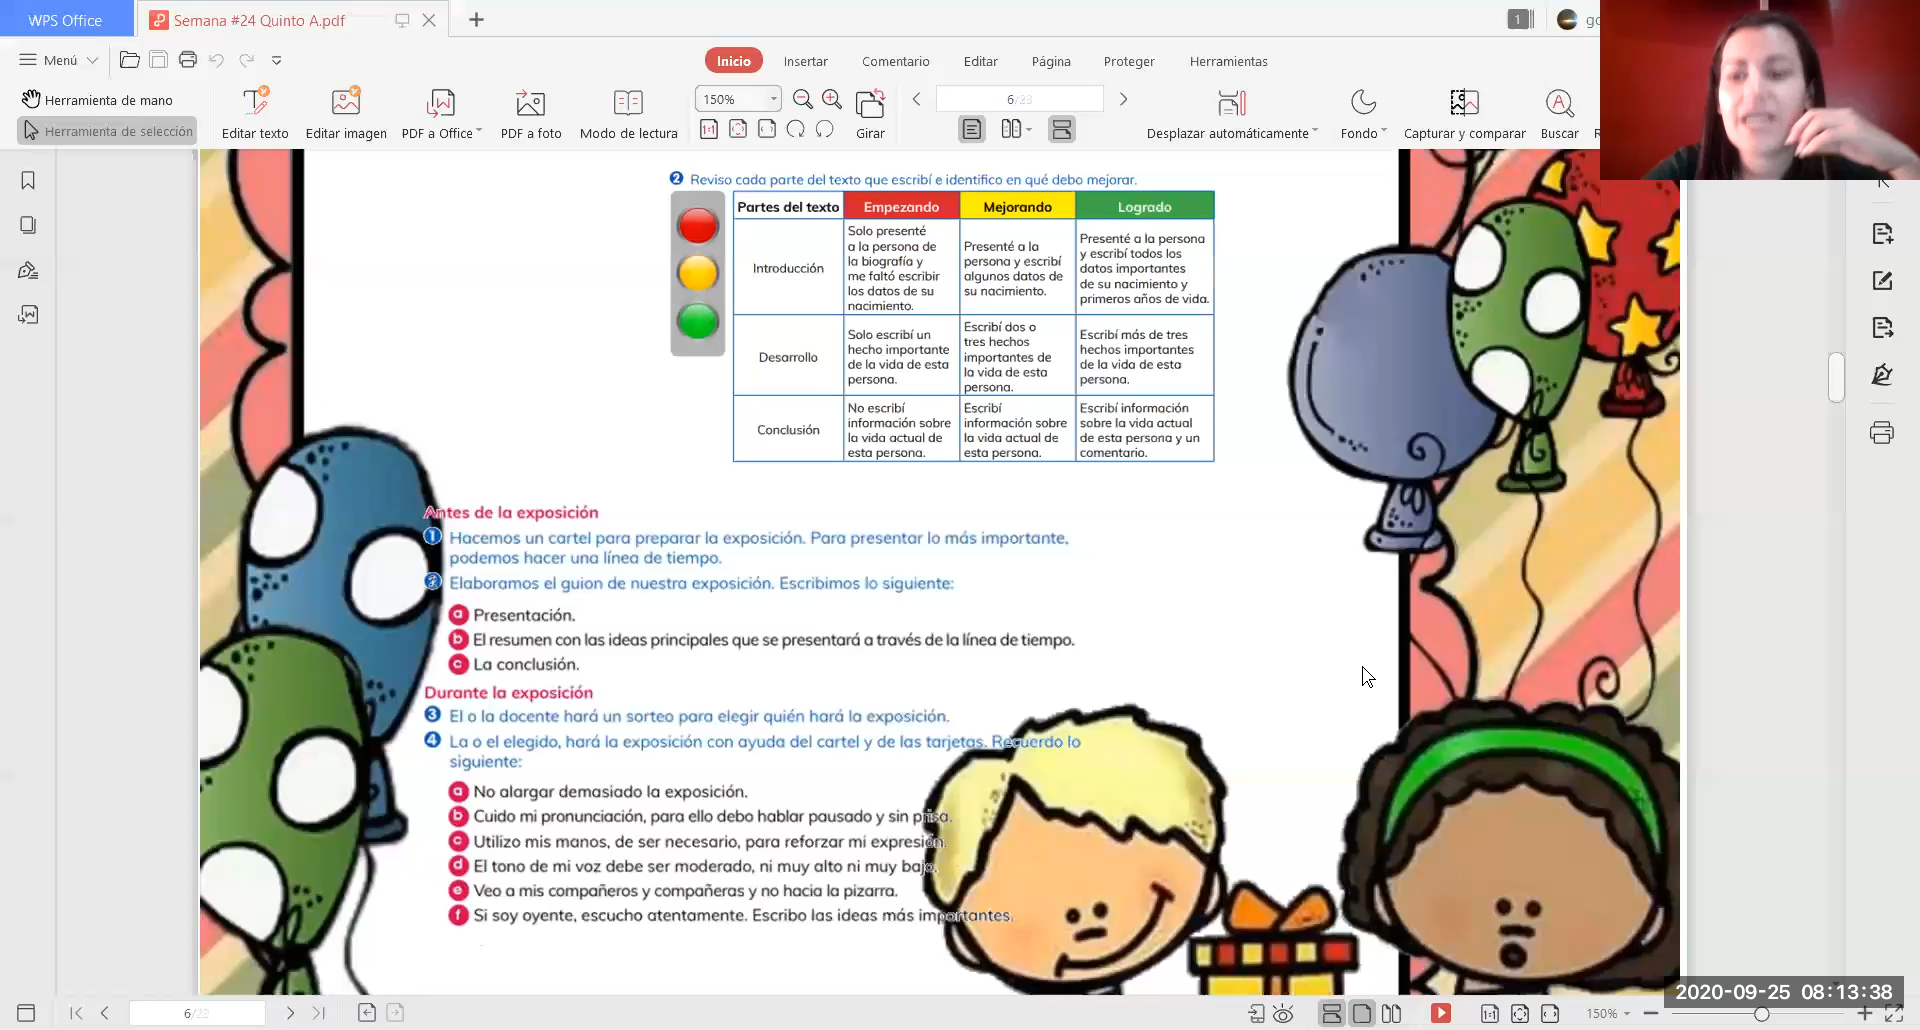 WPS Office
Semana #24 Quinto A.pdf
1
Menú
Inicio
Insertar
Comentario
Editar
Página
Proteger
Herramientas
Herramienta de mano
Herramienta de selección
Editar texto
Editar imagen
PDF a Office
PDF a foto
Modo de lectura
150%
Girar
6/23
Desplazar automáticamente
Fondo
Capturar y comparar
Buscar
2 Reviso cada parte del texto que escribí e identifico en qué debo mejorar.
Partes del texto
Empezando
Mejorando
Logrado
Introducción
Solo presenté
a la persona de
la biografía y
me faltó escribir
los datos de su
nacimiento.
Presenté a la
persona y escribí
algunos datos de
su nacimiento.
Presenté a la persona
y escribí todos los
datos importantes
de su nacimiento y
primeros años de vida.
Desarrollo
Solo escribí un
hecho importante
de la vida de esta
persona.
Escribí dos o
tres hechos
importantes de
la vida de esta
persona.
Escribí más de tres
hechos importantes
de la vida de esta
persona.
Conclusión
No escribí
información sobre
la vida actual de
esta persona.
Escribí
información sobre
la vida actual de
esta persona.
Escribí información
sobre la vida actual
de esta persona y un
comentario.
Antes de la exposición
1 Hacemos un cartel para preparar la exposición. Para presentar lo más importante,
podemos hacer una línea de tiempo.
2 Elaboramos el guion de nuestra exposición. Escribimos lo siguiente:
a Presentación.
b El resumen con las ideas principales que se presentará a través de la línea de tiempo.
c La conclusión.
Durante la exposición
3 El o la docente hará un sorteo para elegir quién hará la exposición.
4 La o el elegido, hará la exposición con ayuda del cartel y de las tarjetas. Recuerdo lo
siguiente:
a No alargar demasiado la exposición.
b Cuido mi pronunciación, para ello debo hablar pausado y sin prisa.
c Utilizo mis manos, de ser necesario, para reforzar mi expresión.
d El tono de mi voz debe ser moderado, ni muy alto ni muy bajo.
e Veo a mis compañeros y compañeras y no hacia la pizarra.
f Si soy oyente, escucho atentamente. Escribo las ideas más importantes.
2020-09-25 08:13:38
6/23
150%